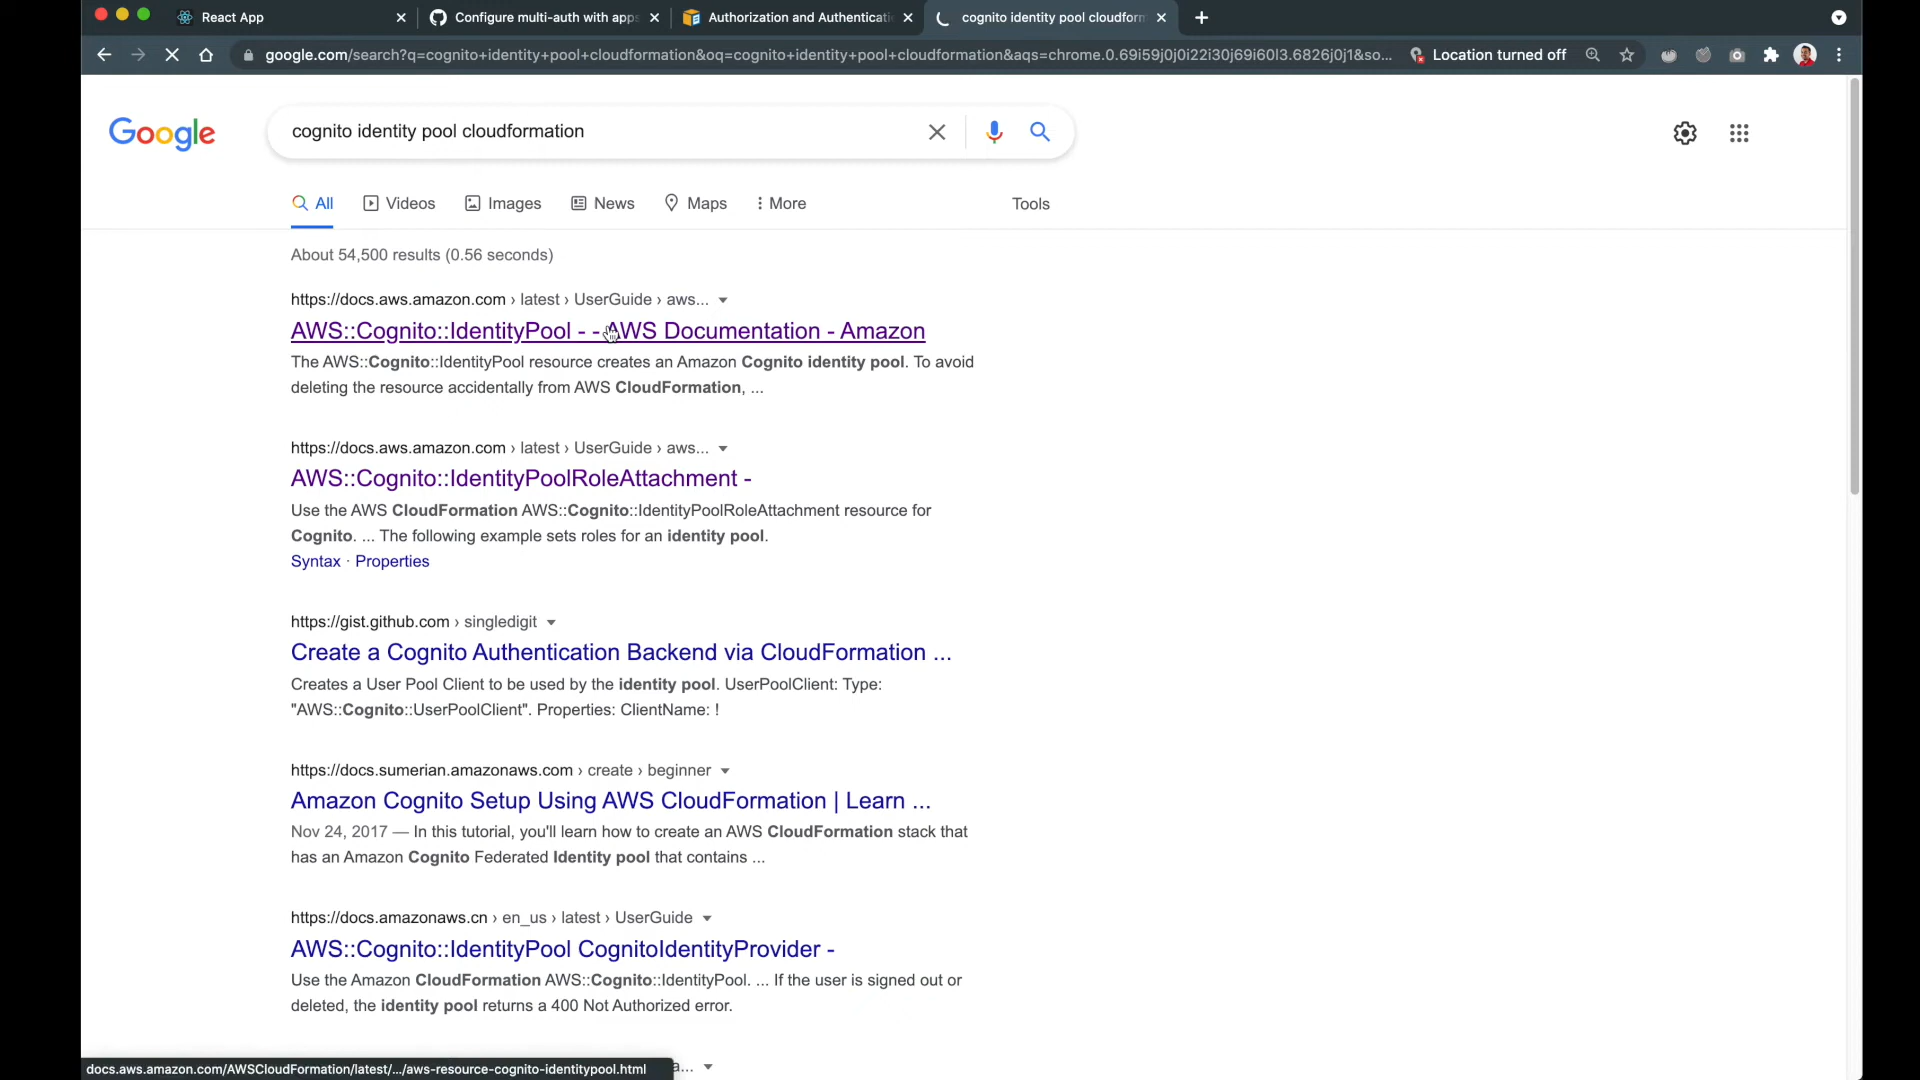 React App
Configure multi-auth with apps
Authorization and Authenticati
cognito identity pool cloudform
google.com/search?q=cognito+identity+pool+cloudformation&oq=cognito+identity+pool+cloudformation&aqs=chrome.0.69i59j0j0i22i30j69i60l3.6826j0j1&so...
Location turned off
Google
cognito identity pool cloudformation
All
Videos
Images
News
Maps
More
Tools
About 54,500 results (0.56 seconds)
https://docs.aws.amazon.com › latest › UserGuide › aws...
AWS::Cognito::IdentityPool - - AWS Documentation - Amazon
The AWS::Cognito::IdentityPool resource creates an Amazon Cognito identity pool. To avoid
deleting the resource accidentally from AWS CloudFormation, ...
https://docs.aws.amazon.com › latest › UserGuide › aws...
AWS::Cognito::IdentityPoolRoleAttachment -
Use the AWS CloudFormation AWS::Cognito::IdentityPoolRoleAttachment resource for
Cognito. ... The following example sets roles for an identity pool.
Syntax · Properties
https://gist.github.com › singledigit
Create a Cognito Authentication Backend via CloudFormation ...
Creates a User Pool Client to be used by the identity pool. UserPoolClient: Type:
"AWS::Cognito::UserPoolClient". Properties: ClientName: !
https://docs.sumerian.amazonaws.com › create › beginner
Amazon Cognito Setup Using AWS CloudFormation | Learn ...
Nov 24, 2017 — In this tutorial, you'll learn how to create an AWS CloudFormation stack that
has an Amazon Cognito Federated Identity pool that contains ...
https://docs.amazonaws.cn › en_us › latest › UserGuide
AWS::Cognito::IdentityPool CognitoIdentityProvider -
Use the Amazon CloudFormation AWS::Cognito::IdentityPool. ... If the user is signed out or
deleted, the identity pool returns a 400 Not Authorized error.
docs.aws.amazon.com/AWSCloudFormation/latest/.../aws-resource-cognito-identitypool.html
a...